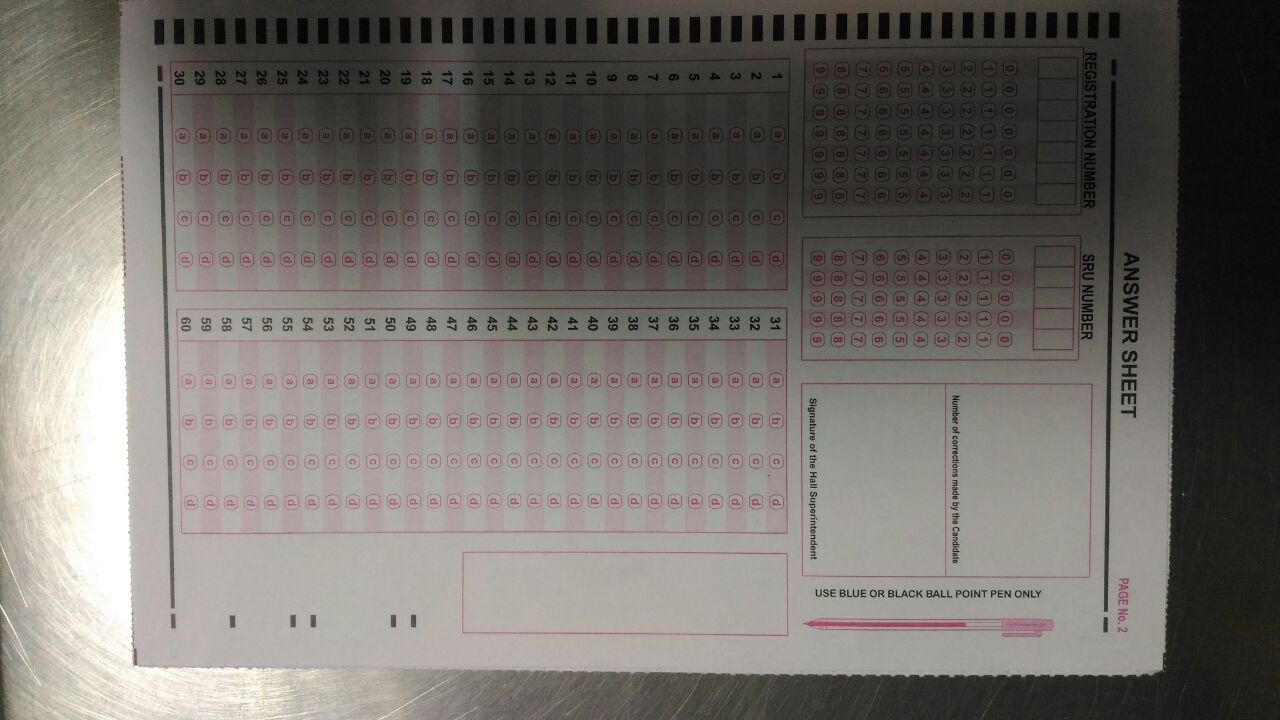 ANSWER SHEET
PAGE No. 2
REGISTRATION NUMBER
0 0 0 0 0 0 0
1 1 1 1 1 1 1
2 2 2 2 2 2 2
3 3 3 3 3 3 3
4 4 4 4 4 4 4
5 5 5 5 5 5 5
6 6 6 6 6 6 6
7 7 7 7 7 7 7
8 8 8 8 8 8 8
9 9 9 9 9 9 9
SRU NUMBER
0 0 0 0 0
1 1 1 1 1
2 2 2 2 2
3 3 3 3 3
4 4 4 4 4
5 5 5 5 5
6 6 6 6 6
7 7 7 7 7
8 8 8 8 8
9 9 9 9 9
Number of corrections made by the Candidate
Signature of the Hall Superintendent
USE BLUE OR BLACK BALL POINT PEN ONLY
1 a b c d
2 a b c d
3 a b c d
4 a b c d
5 a b c d
6 a b c d
7 a b c d
8 a b c d
9 a b c d
10 a b c d
11 a b c d
12 a b c d
13 a b c d
14 a b c d
15 a b c d
16 a b c d
17 a b c d
18 a b c d
19 a b c d
20 a b c d
21 a b c d
22 a b c d
23 a b c d
24 a b c d
25 a b c d
26 a b c d
27 a b c d
28 a b c d
29 a b c d
30 a b c d
31 a b c d
32 a b c d
33 a b c d
34 a b c d
35 a b c d
36 a b c d
37 a b c d
38 a b c d
39 a b c d
40 a b c d
41 a b c d
42 a b c d
43 a b c d
44 a b c d
45 a b c d
46 a b c d
47 a b c d
48 a b c d
49 a b c d
50 a b c d
51 a b c d
52 a b c d
53 a b c d
54 a b c d
55 a b c d
56 a b c d
57 a b c d
58 a b c d
59 a b c d
60 a b c d